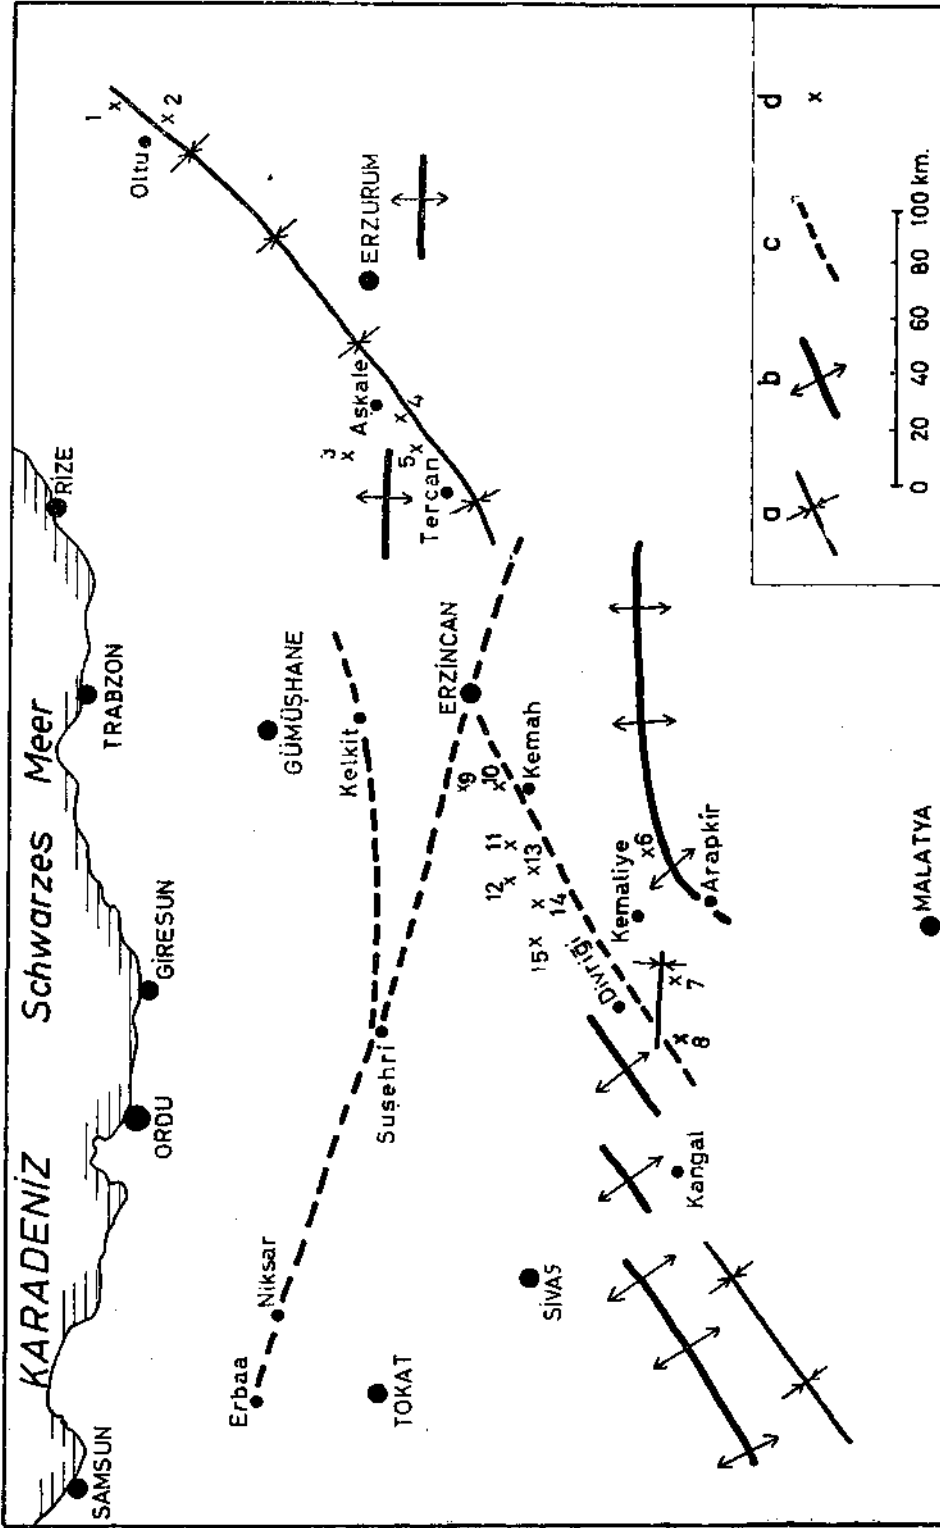 KARADENİZ Schwarzes Meer
SAMSUN
ORDU
GİRESUN
TRABZON
RİZE
1
Oltu
2
Erbaa
Niksar
GÜMÜŞHANE
Kelkit
3
Aşkale
4
5
Tercan
ERZURUM
TOKAT
Suşehri
ERZİNCAN
9
10
Kemah
SİVAS
12
11
13
14
15
Divriği
Kemaliye
6
Arapkir
Kangal
8
7
MALATYA
a b c d
0 20 40 60 80 100 km.